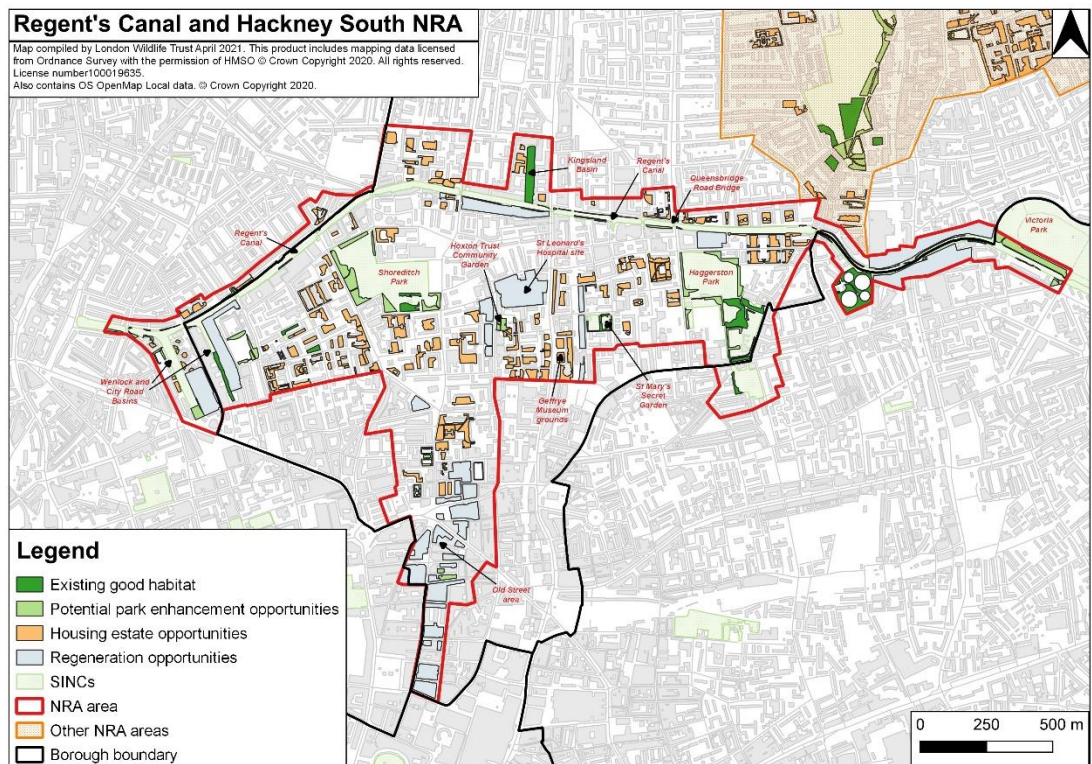 Regent's Canal and Hackney South NRA
Map compiled by London Wildlife Trust April 2021. This product includes mapping data licensed
from Ordnance Survey with the permission of HMSO © Crown Copyright 2020. All rights reserved.
License number100019635.
Also contains OS OpenMap Local data. © Crown Copyright 2020.
Kingsland
Basin
Regent's
Canal
Queensbridge
Road Bridge
Victoria
Park
Regent's
Canal
Hoxton Trust
Community
Garden
St Leonard's
Hospital site
Shoreditch
Park
Haggerston
Park
Wenlock and
City Road
Basins
Geffrye
Museum
grounds
St Mary's
Secret
Garden
Old Street
area
Legend
Existing good habitat
Potential park enhancement opportunities
Housing estate opportunities
Regeneration opportunities
SINCs
NRA area
Other NRA areas
Borough boundary
0 250 500 m